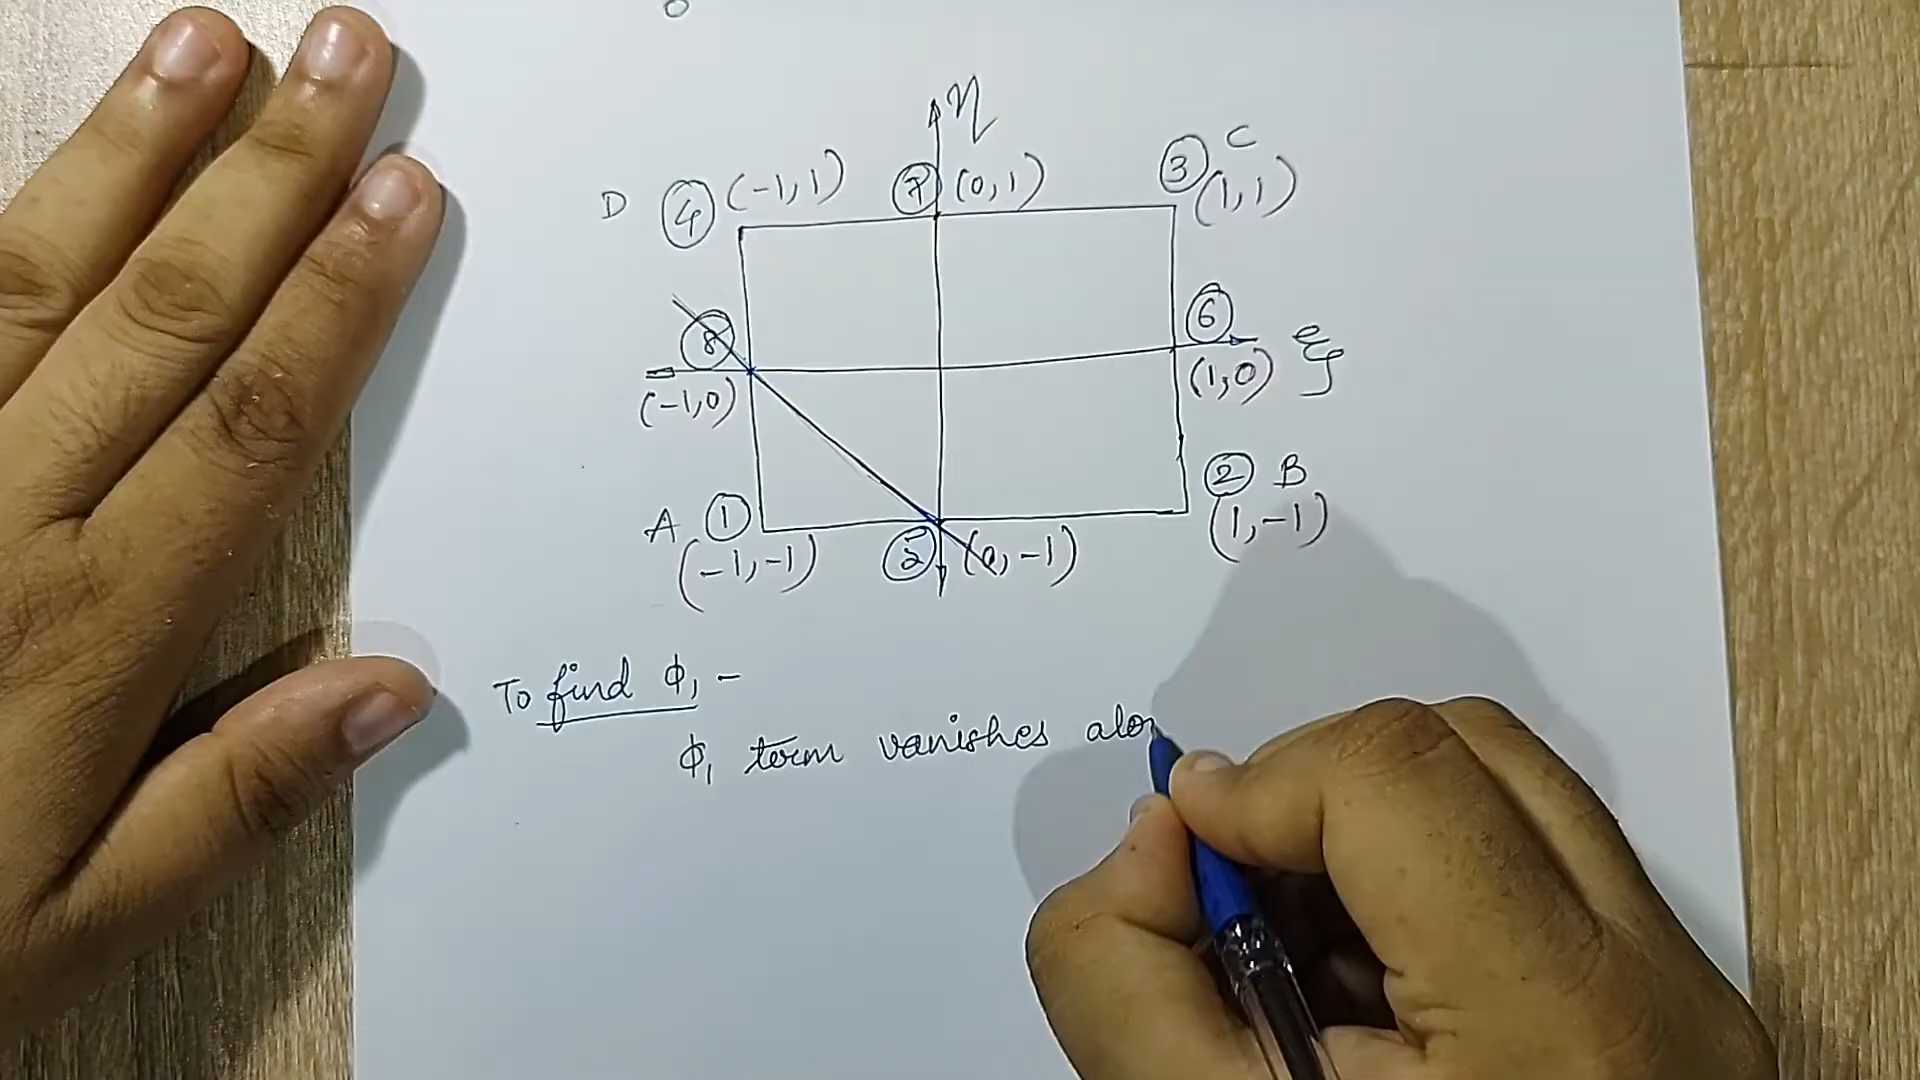 η
D ④ (-1,1) ⑦ (0,1) ③ C (1,1)
⑧ (-1,0) ⑥ (1,0) ξ
A ① (-1,-1) ⑤ (0,-1) ② B (1,-1)
To find ϕ₁ -
ϕ₁ term vanishes alon